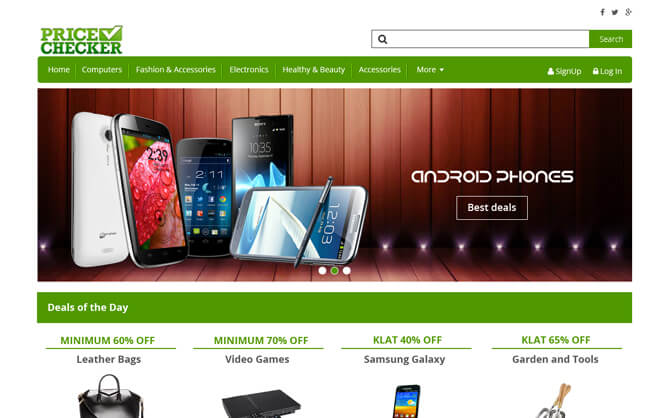 PRICE
CHECKER
Search
Home Computers Fashion & Accessories Electronics Healthy & Beauty Accessories More SignUp Log In
2:39
10:35
12:03
ANDROID PHONES
Best deals
Deals of the Day
MINIMUM 60% OFF MINIMUM 70% OFF KLAT 40% OFF KLAT 65% OFF
Leather Bags Video Games Samsung Galaxy Garden and Tools